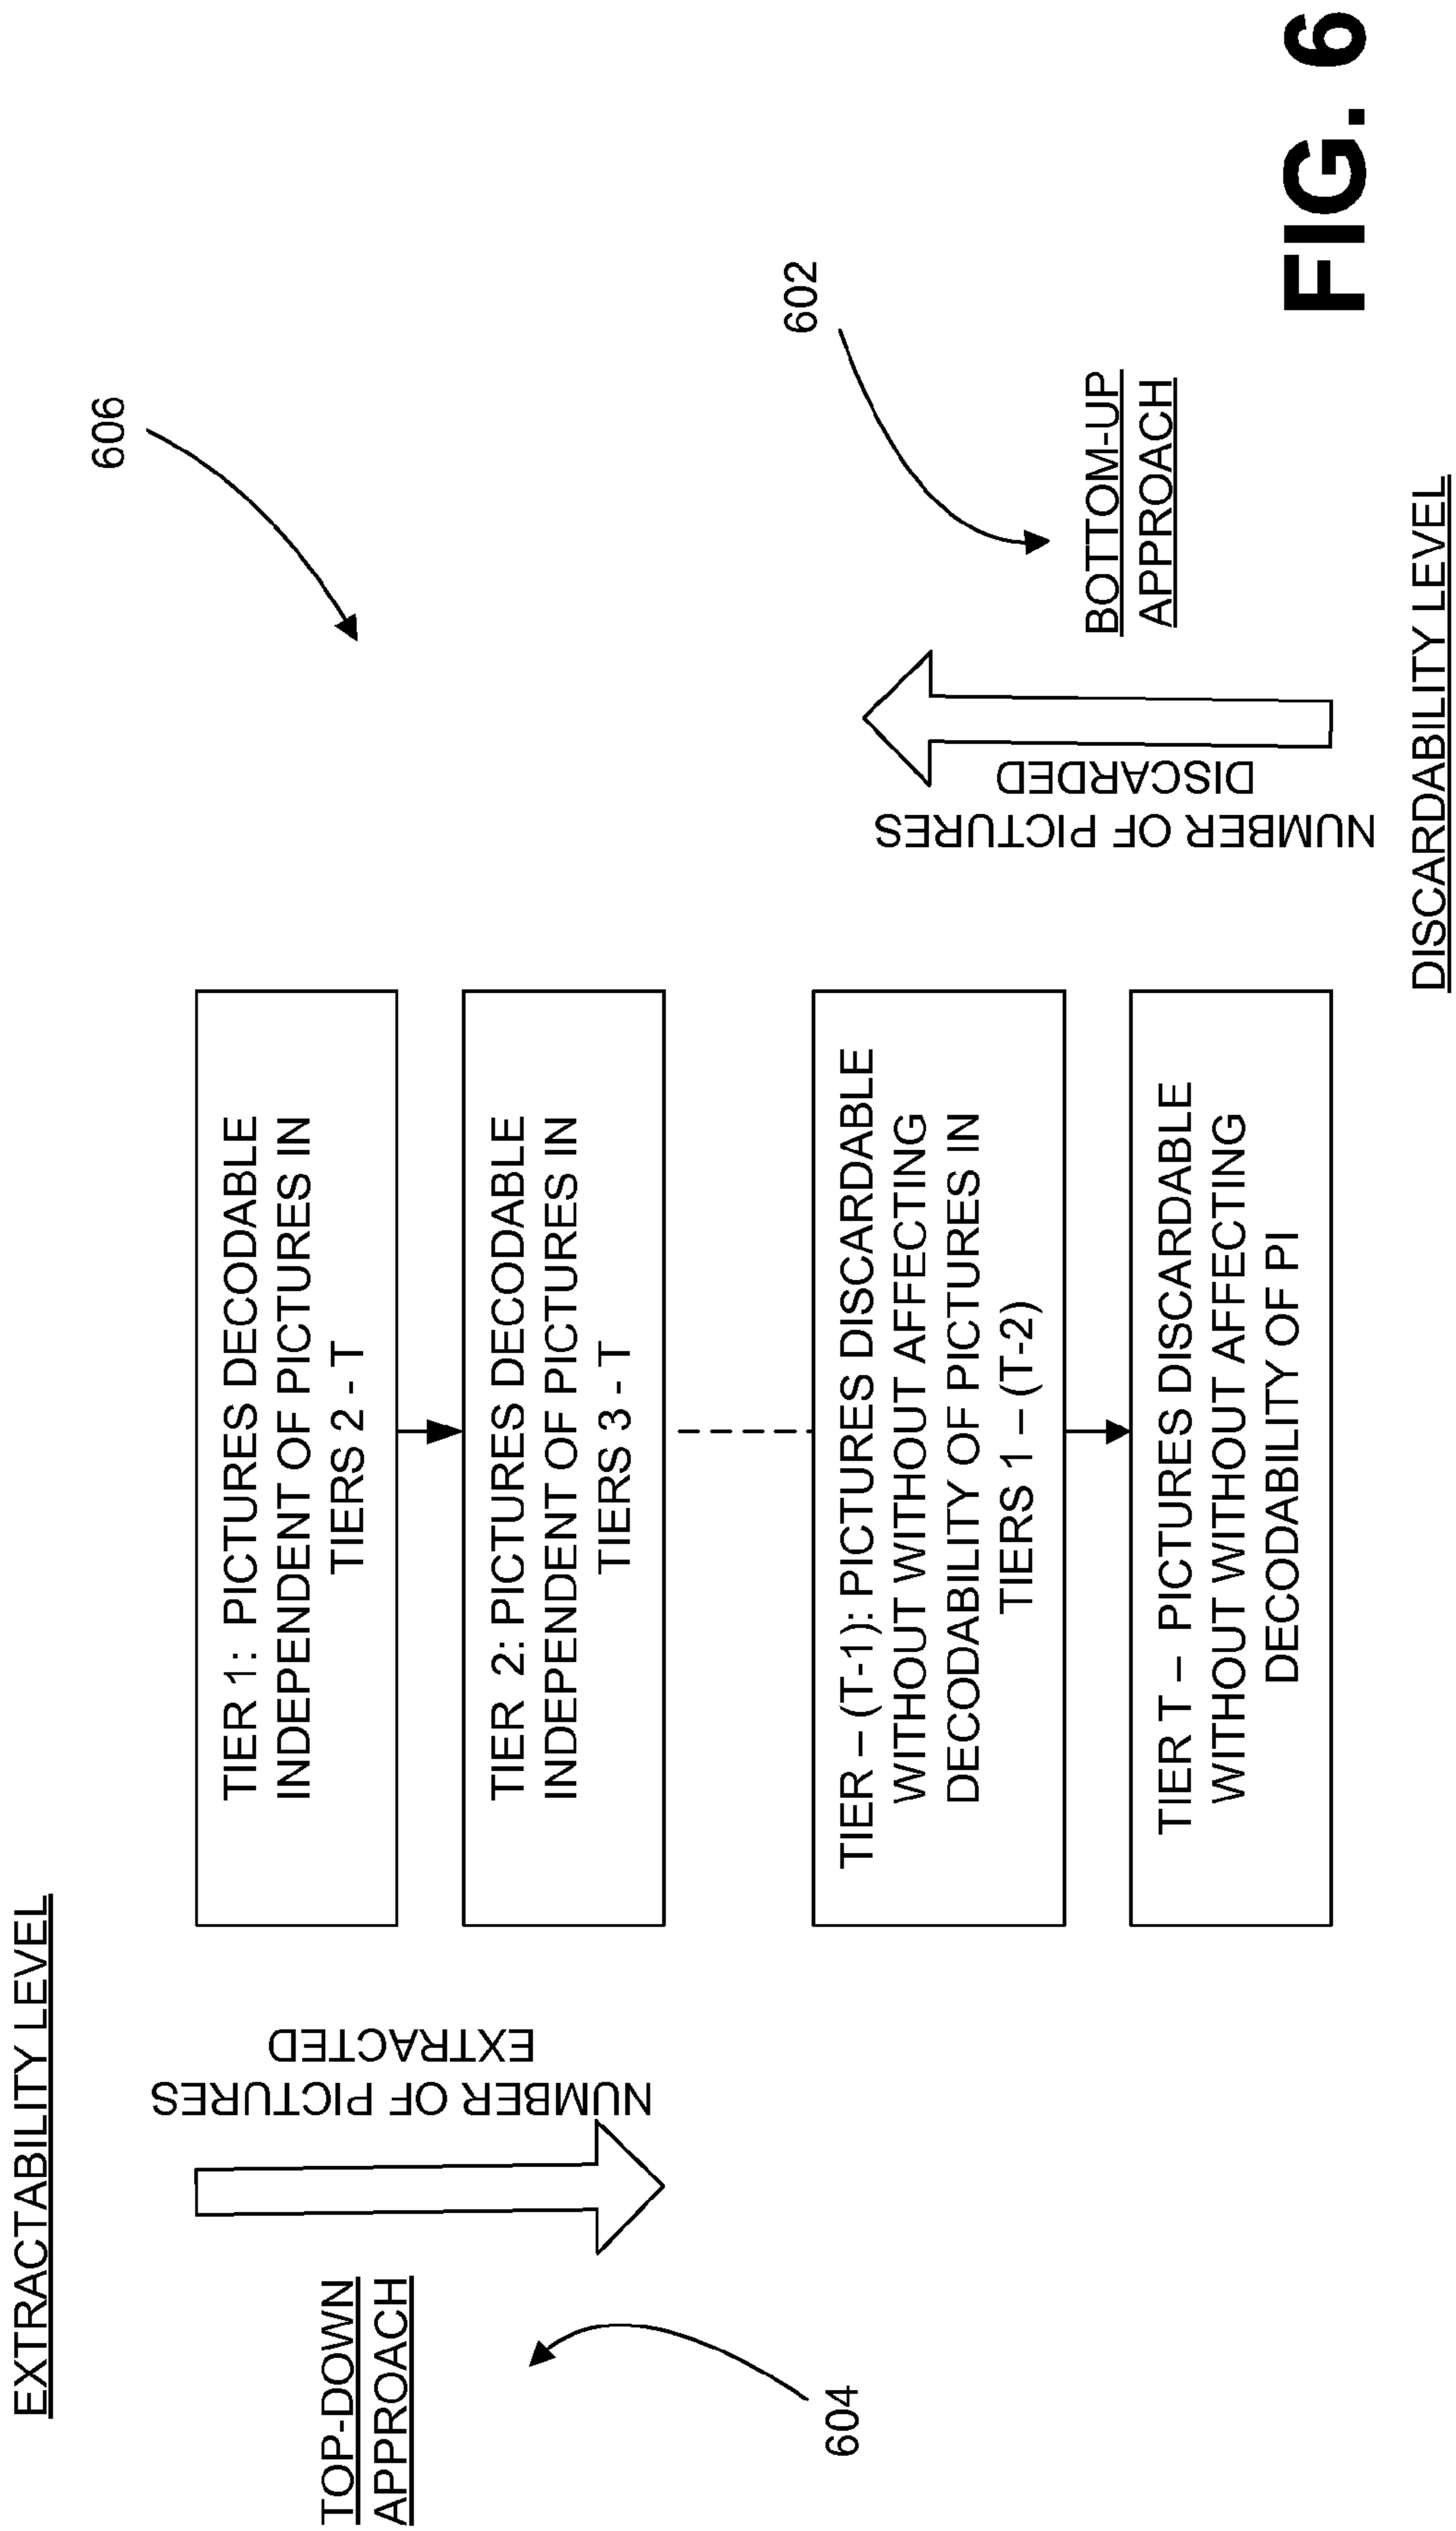 EXTRACTABILITY LEVEL
606
TOP-DOWN
APPROACH
604
NUMBER OF PICTURES
EXTRACTED
TIER 1: PICTURES DECODABLE
INDEPENDENT OF PICTURES IN
TIERS 2 - T
TIER 2: PICTURES DECODABLE
INDEPENDENT OF PICTURES IN
TIERS 3 - T
TIER – (T-1): PICTURES DISCARDABLE
WITHOUT WITHOUT AFFECTING
DECODABILITY OF PICTURES IN
TIERS 1 – (T-2)
TIER T – PICTURES DISCARDABLE
WITHOUT WITHOUT AFFECTING
DECODABILITY OF PI
NUMBER OF PICTURES
DISCARDED
602
BOTTOM-UP
APPROACH
DISCARDABILITY LEVEL
FIG. 6